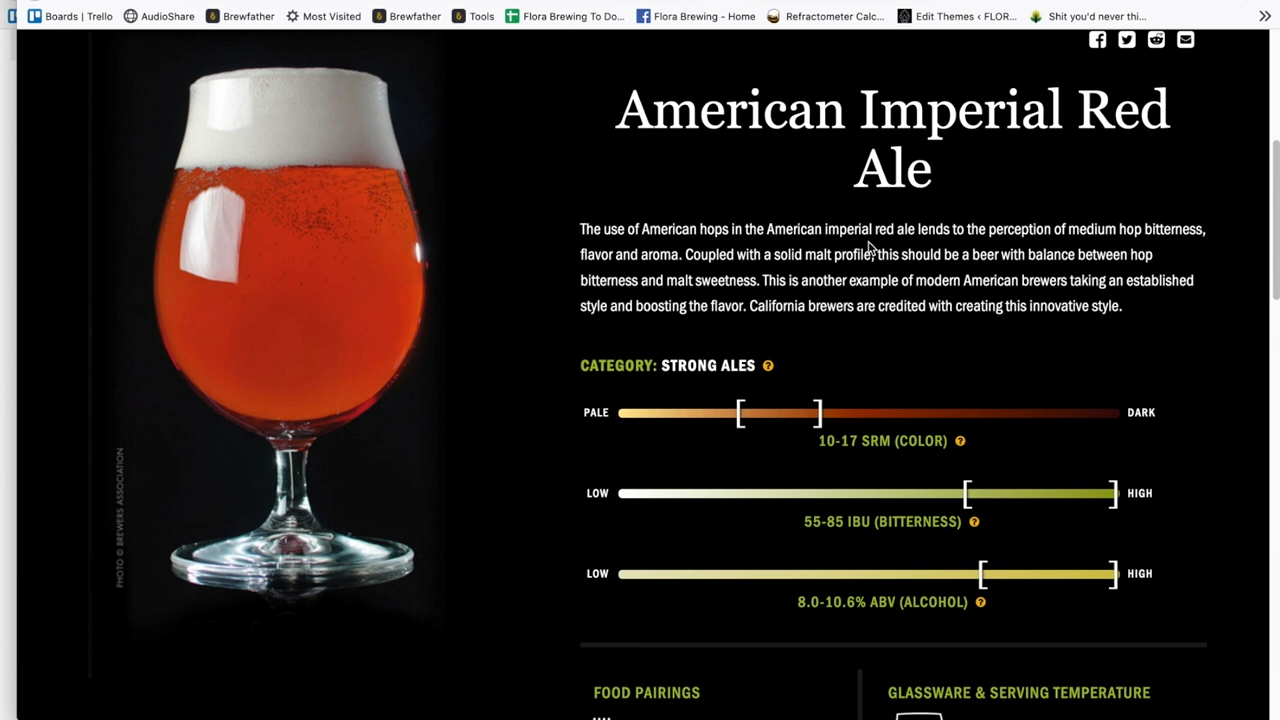 Boards | Trello AudioShare Brewfather Most Visited Brewfather Tools Flora Brewing To Do... Flora Brewing - Home Refractometer Calc... Edit Themes ‹ FLOR... Shit you'd never thi...
American Imperial Red
Ale
The use of American hops in the American imperial red ale lends to the perception of medium hop bitterness,
flavor and aroma. Coupled with a solid malt profile, this should be a beer with balance between hop
bitterness and malt sweetness. This is another example of modern American brewers taking an established
style and boosting the flavor. California brewers are credited with creating this innovative style.
CATEGORY: STRONG ALES ?
PALE DARK
10-17 SRM (COLOR) ?
LOW HIGH
55-85 IBU (BITTERNESS) ?
LOW HIGH
8.0-10.6% ABV (ALCOHOL) ?
PHOTO © BREWERS ASSOCIATION
FOOD PAIRINGS
GLASSWARE & SERVING TEMPERATURE